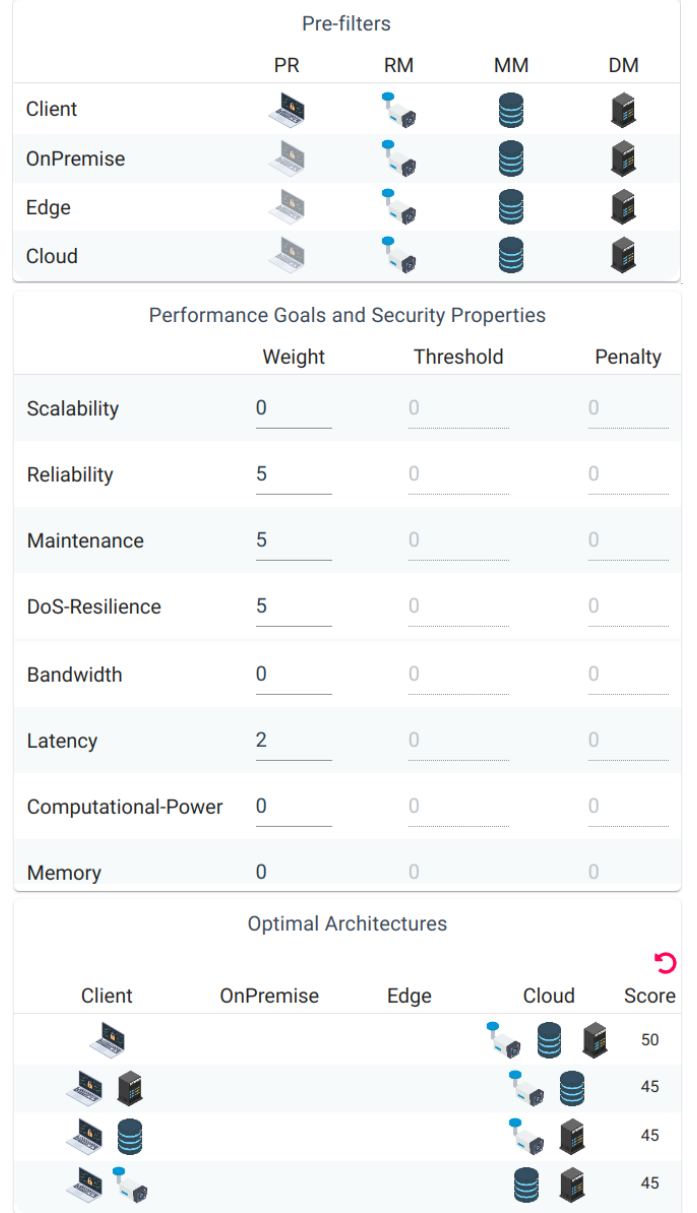 Pre-filters
PR RM MM DM
Client
OnPremise
Edge
Cloud
Performance Goals and Security Properties
Weight Threshold Penalty
Scalability 0 0 0
Reliability 5 0 0
Maintenance 5 0 0
DoS-Resilience 5 0 0
Bandwidth 0 0 0
Latency 2 0 0
Computational-Power 0 0 0
Memory 0 0 0
Optimal Architectures
Client OnPremise Edge Cloud Score
50
45
45
45